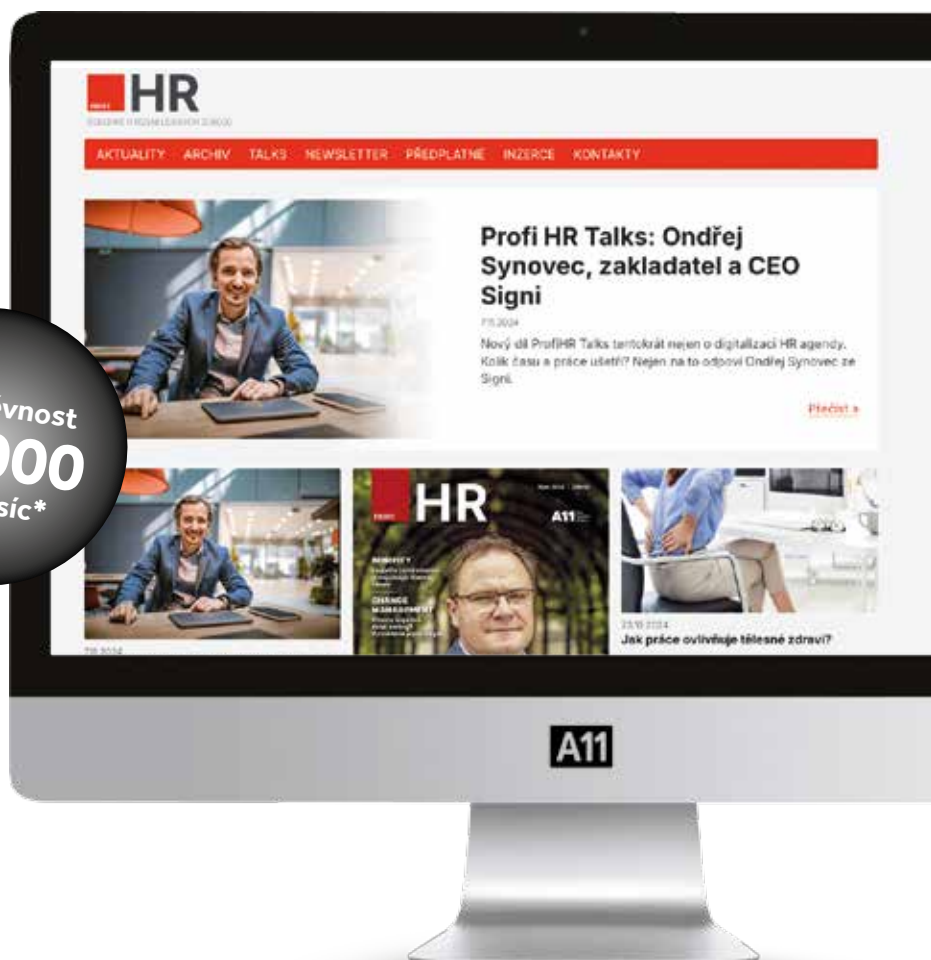 HR
AKTUALITY ARCHIV TALKS NEWSLETTER PŘEDPLATNÉ INZERCE KONTAKTY
Profi HR Talks: Ondřej
Synovec, zakladatel a CEO
Signi
7.11.2024
Nový díl ProfiHR Talks tentokrát nejen o digitalizaci HR agendy.
Kolik času a práce ušetří? Nejen na to odpoví Ondřej Synovec ze
Signi.
Přečíst »
vnost
000
síc*
HR
A11
BENEFITY
CHANGE
MANAGEMENT
Jak práce ovlivňuje tělesné zdraví?
A11